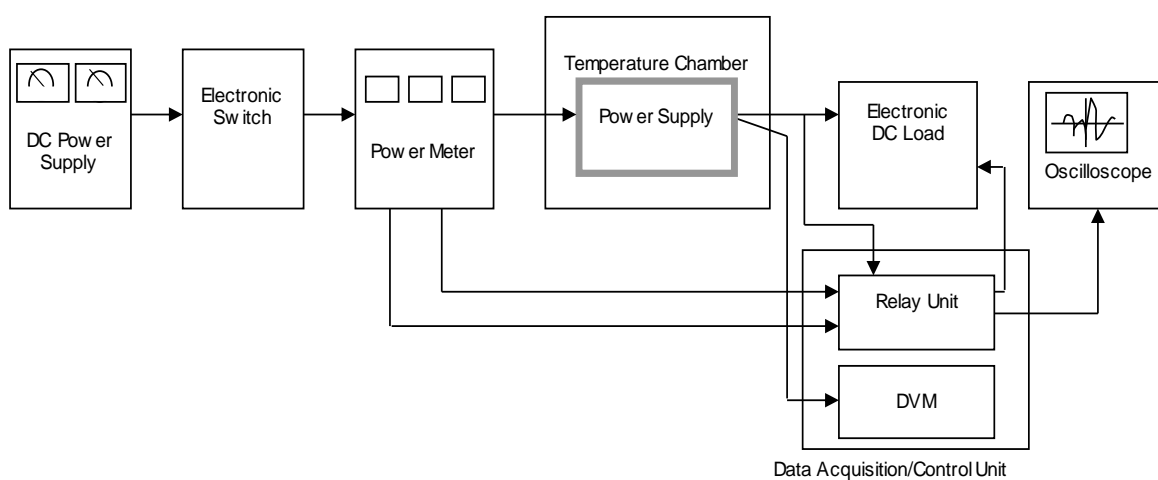 DC Power
Supply
Electronic
Switch
Power Meter
Temperature Chamber
Power Supply
Electronic
DC Load
Oscilloscope
Relay Unit
DVM
Data Acquisition/Control Unit